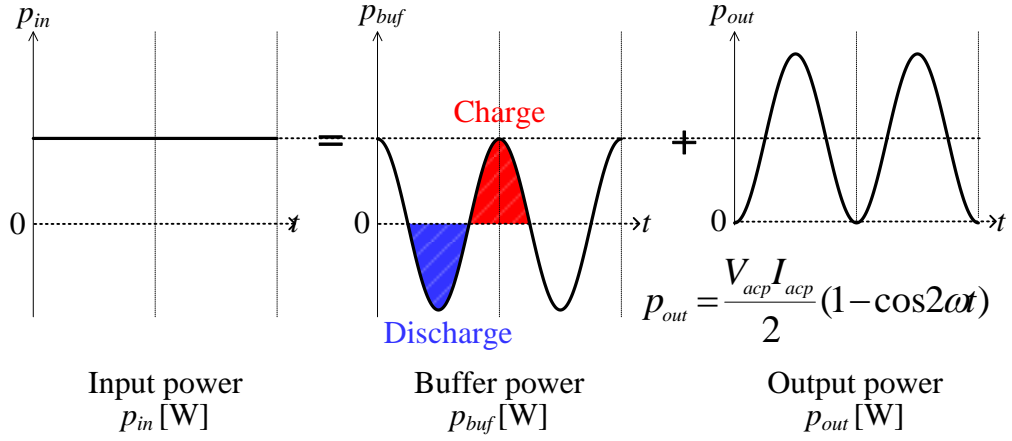 p_in
p_buf
p_out
Charge
=
+
0
t
0
t
0
t
p_out = V_acp I_acp / 2 (1−cos2ωt)
Discharge
Input power
p_in [W]
Buffer power
p_buf [W]
Output power
p_out [W]